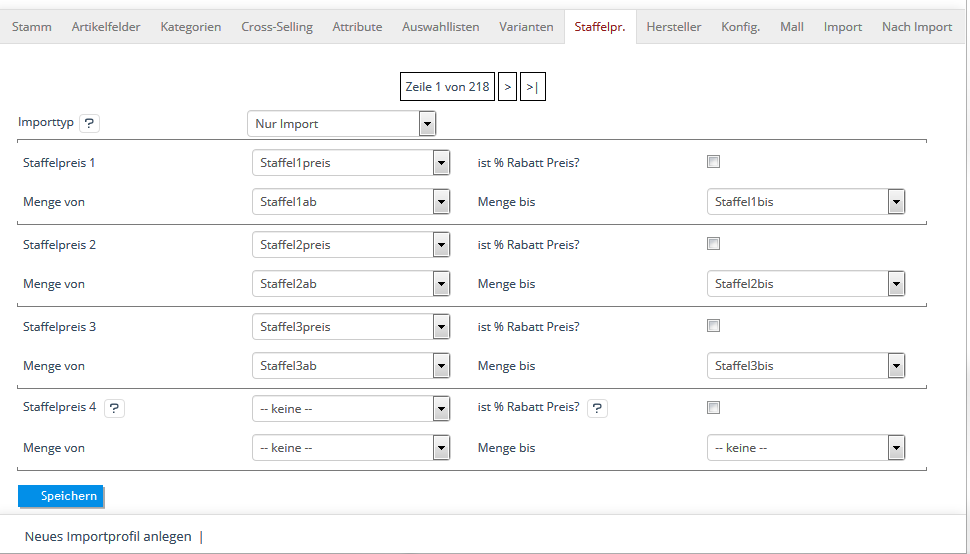 Stamm Artikelfelder Kategorien Cross-Selling Attribute Auswahllisten Varianten Staffelpr. Hersteller Konfig. Mall Import Nach Import
Zeile 1 von 218 > >|
Importtyp ? Nur Import
Staffelpreis 1 Staffel1preis ist % Rabatt Preis?
Menge von Staffel1ab Menge bis Staffel1bis
Staffelpreis 2 Staffel2preis ist % Rabatt Preis?
Menge von Staffel2ab Menge bis Staffel2bis
Staffelpreis 3 Staffel3preis ist % Rabatt Preis?
Menge von Staffel3ab Menge bis Staffel3bis
Staffelpreis 4 ? -- keine -- ist % Rabatt Preis? ?
Menge von -- keine -- Menge bis -- keine --
Speichern
Neues Importprofil anlegen |